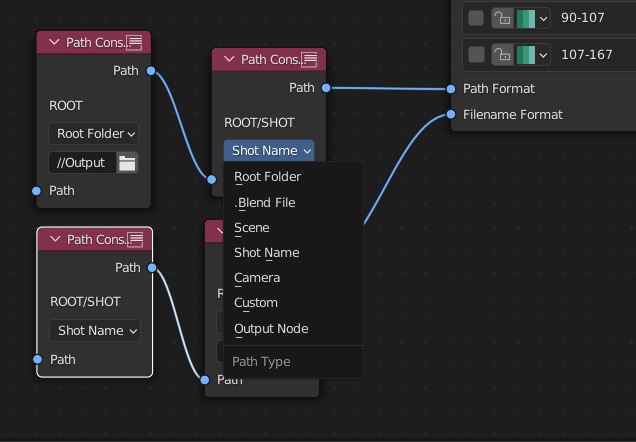 Path Cons...
Path
ROOT
Root Folder
//Output
Path
Path Cons...
Path
ROOT/SHOT
Shot Name
Root Folder
.Blend File
Scene
Shot Name
Camera
Custom
Output Node
Path Type
90-107
107-167
Path Format
Filename Format
Path Cons...
Path
ROOT/SHOT
Shot Name
Path
Path